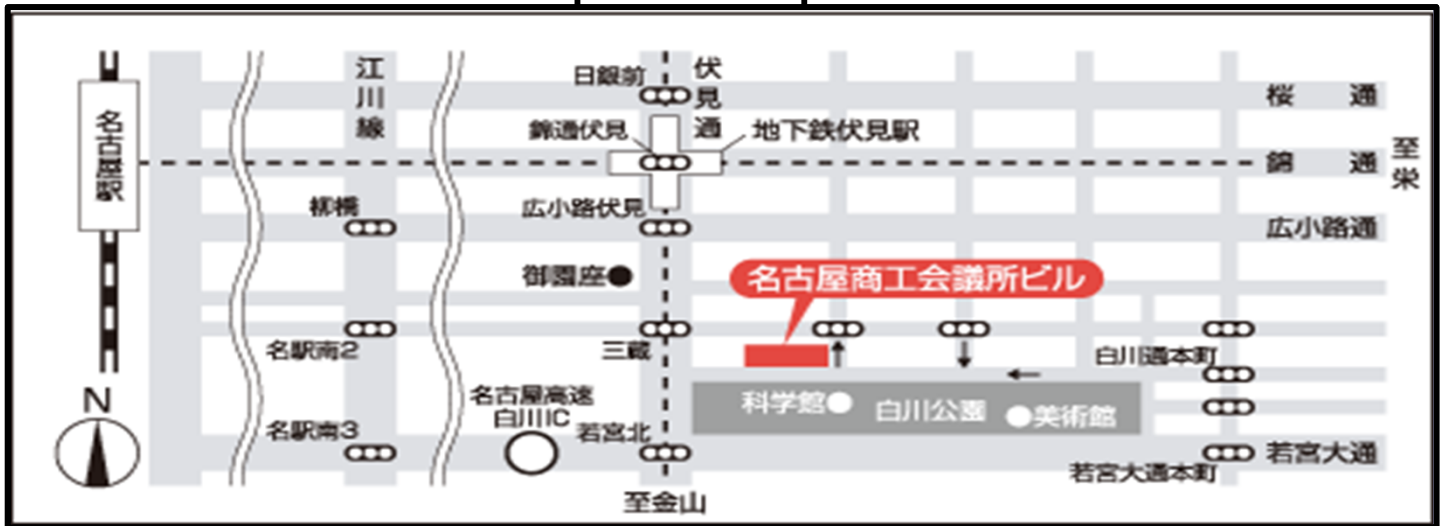 日銀前
江川線
伏見通
桜通
名古屋駅
錦通伏見
地下鉄伏見駅
錦通
至栄
柳橋
広小路伏見
広小路通
御園座
名古屋商工会議所ビル
名駅南2
三蔵
白川通本町
N
名古屋高速
白川IC
科学館
白川公園
美術館
名駅南3
若宮北
若宮大通
若宮大通本町
至金山